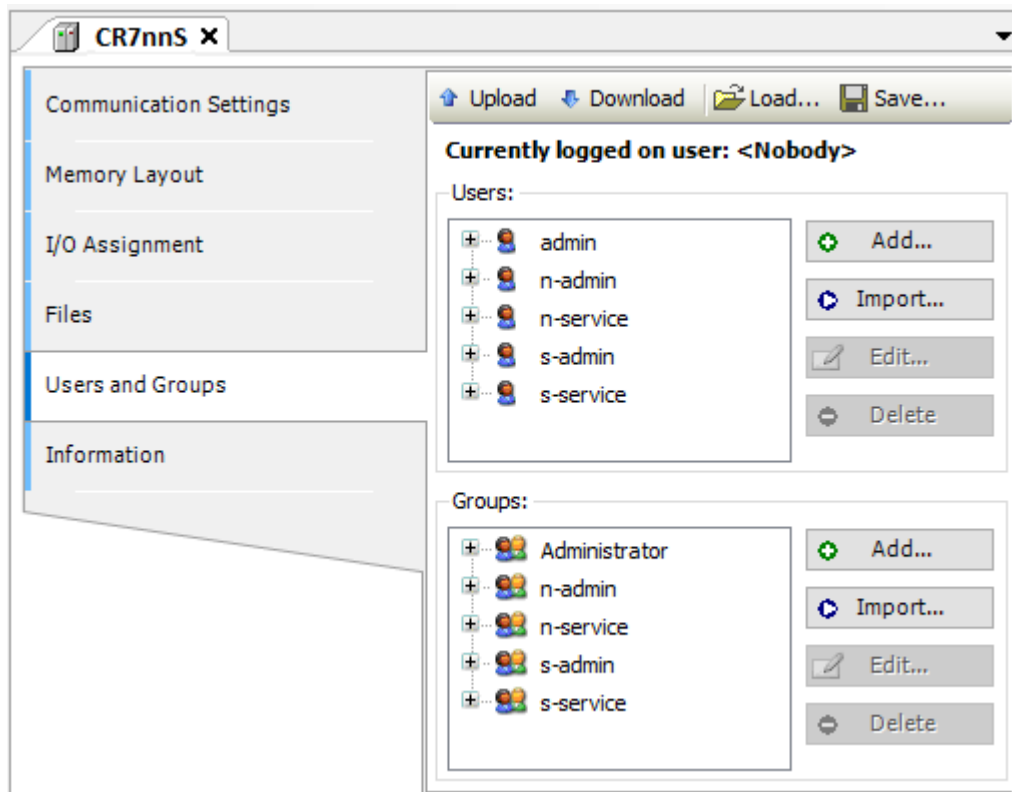 CR7nnS
Communication Settings
Memory Layout
I/O Assignment
Files
Users and Groups
Information
Upload Download Load... Save...
Currently logged on user: <Nobody>
Users:
admin
n-admin
n-service
s-admin
s-service
Add...
Import...
Edit...
Delete
Groups:
Administrator
n-admin
n-service
s-admin
s-service
Add...
Import...
Edit...
Delete